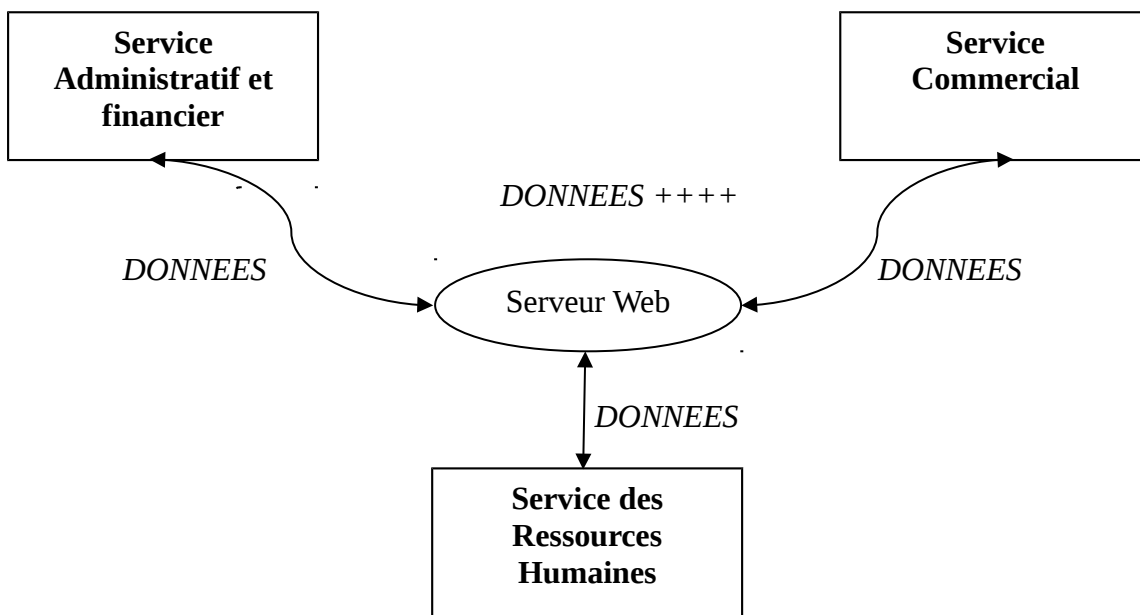 Service
Administratif et
financier
Service
Commercial
DONNEES ++++
DONNEES
DONNEES
Serveur Web
DONNEES
Service des
Ressources
Humaines